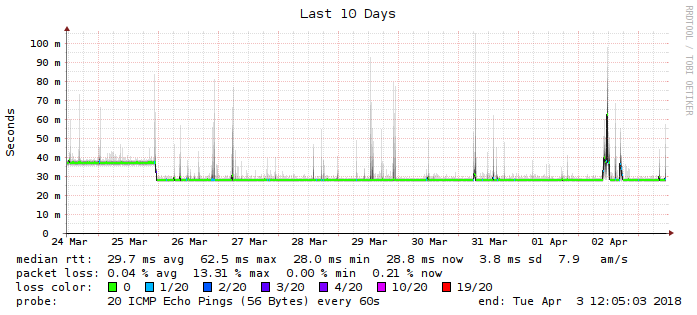 Last 10 Days
RRDTOOL / TOBI OETIKER
Seconds
100 m
90 m
80 m
70 m
60 m
50 m
40 m
30 m
20 m
10 m
0
24 Mar 25 Mar 26 Mar 27 Mar 28 Mar 29 Mar 30 Mar 31 Mar 01 Apr 02 Apr
median rtt: 29.7 ms avg 62.5 ms max 28.0 ms min 28.8 ms now 3.8 ms sd 7.9 am/s
packet loss: 0.04 % avg 13.31 % max 0.00 % min 0.21 % now
loss color: 0 1/20 2/20 3/20 4/20 10/20 19/20
probe: 20 ICMP Echo Pings (56 Bytes) every 60s end: Tue Apr 3 12:05:03 2018